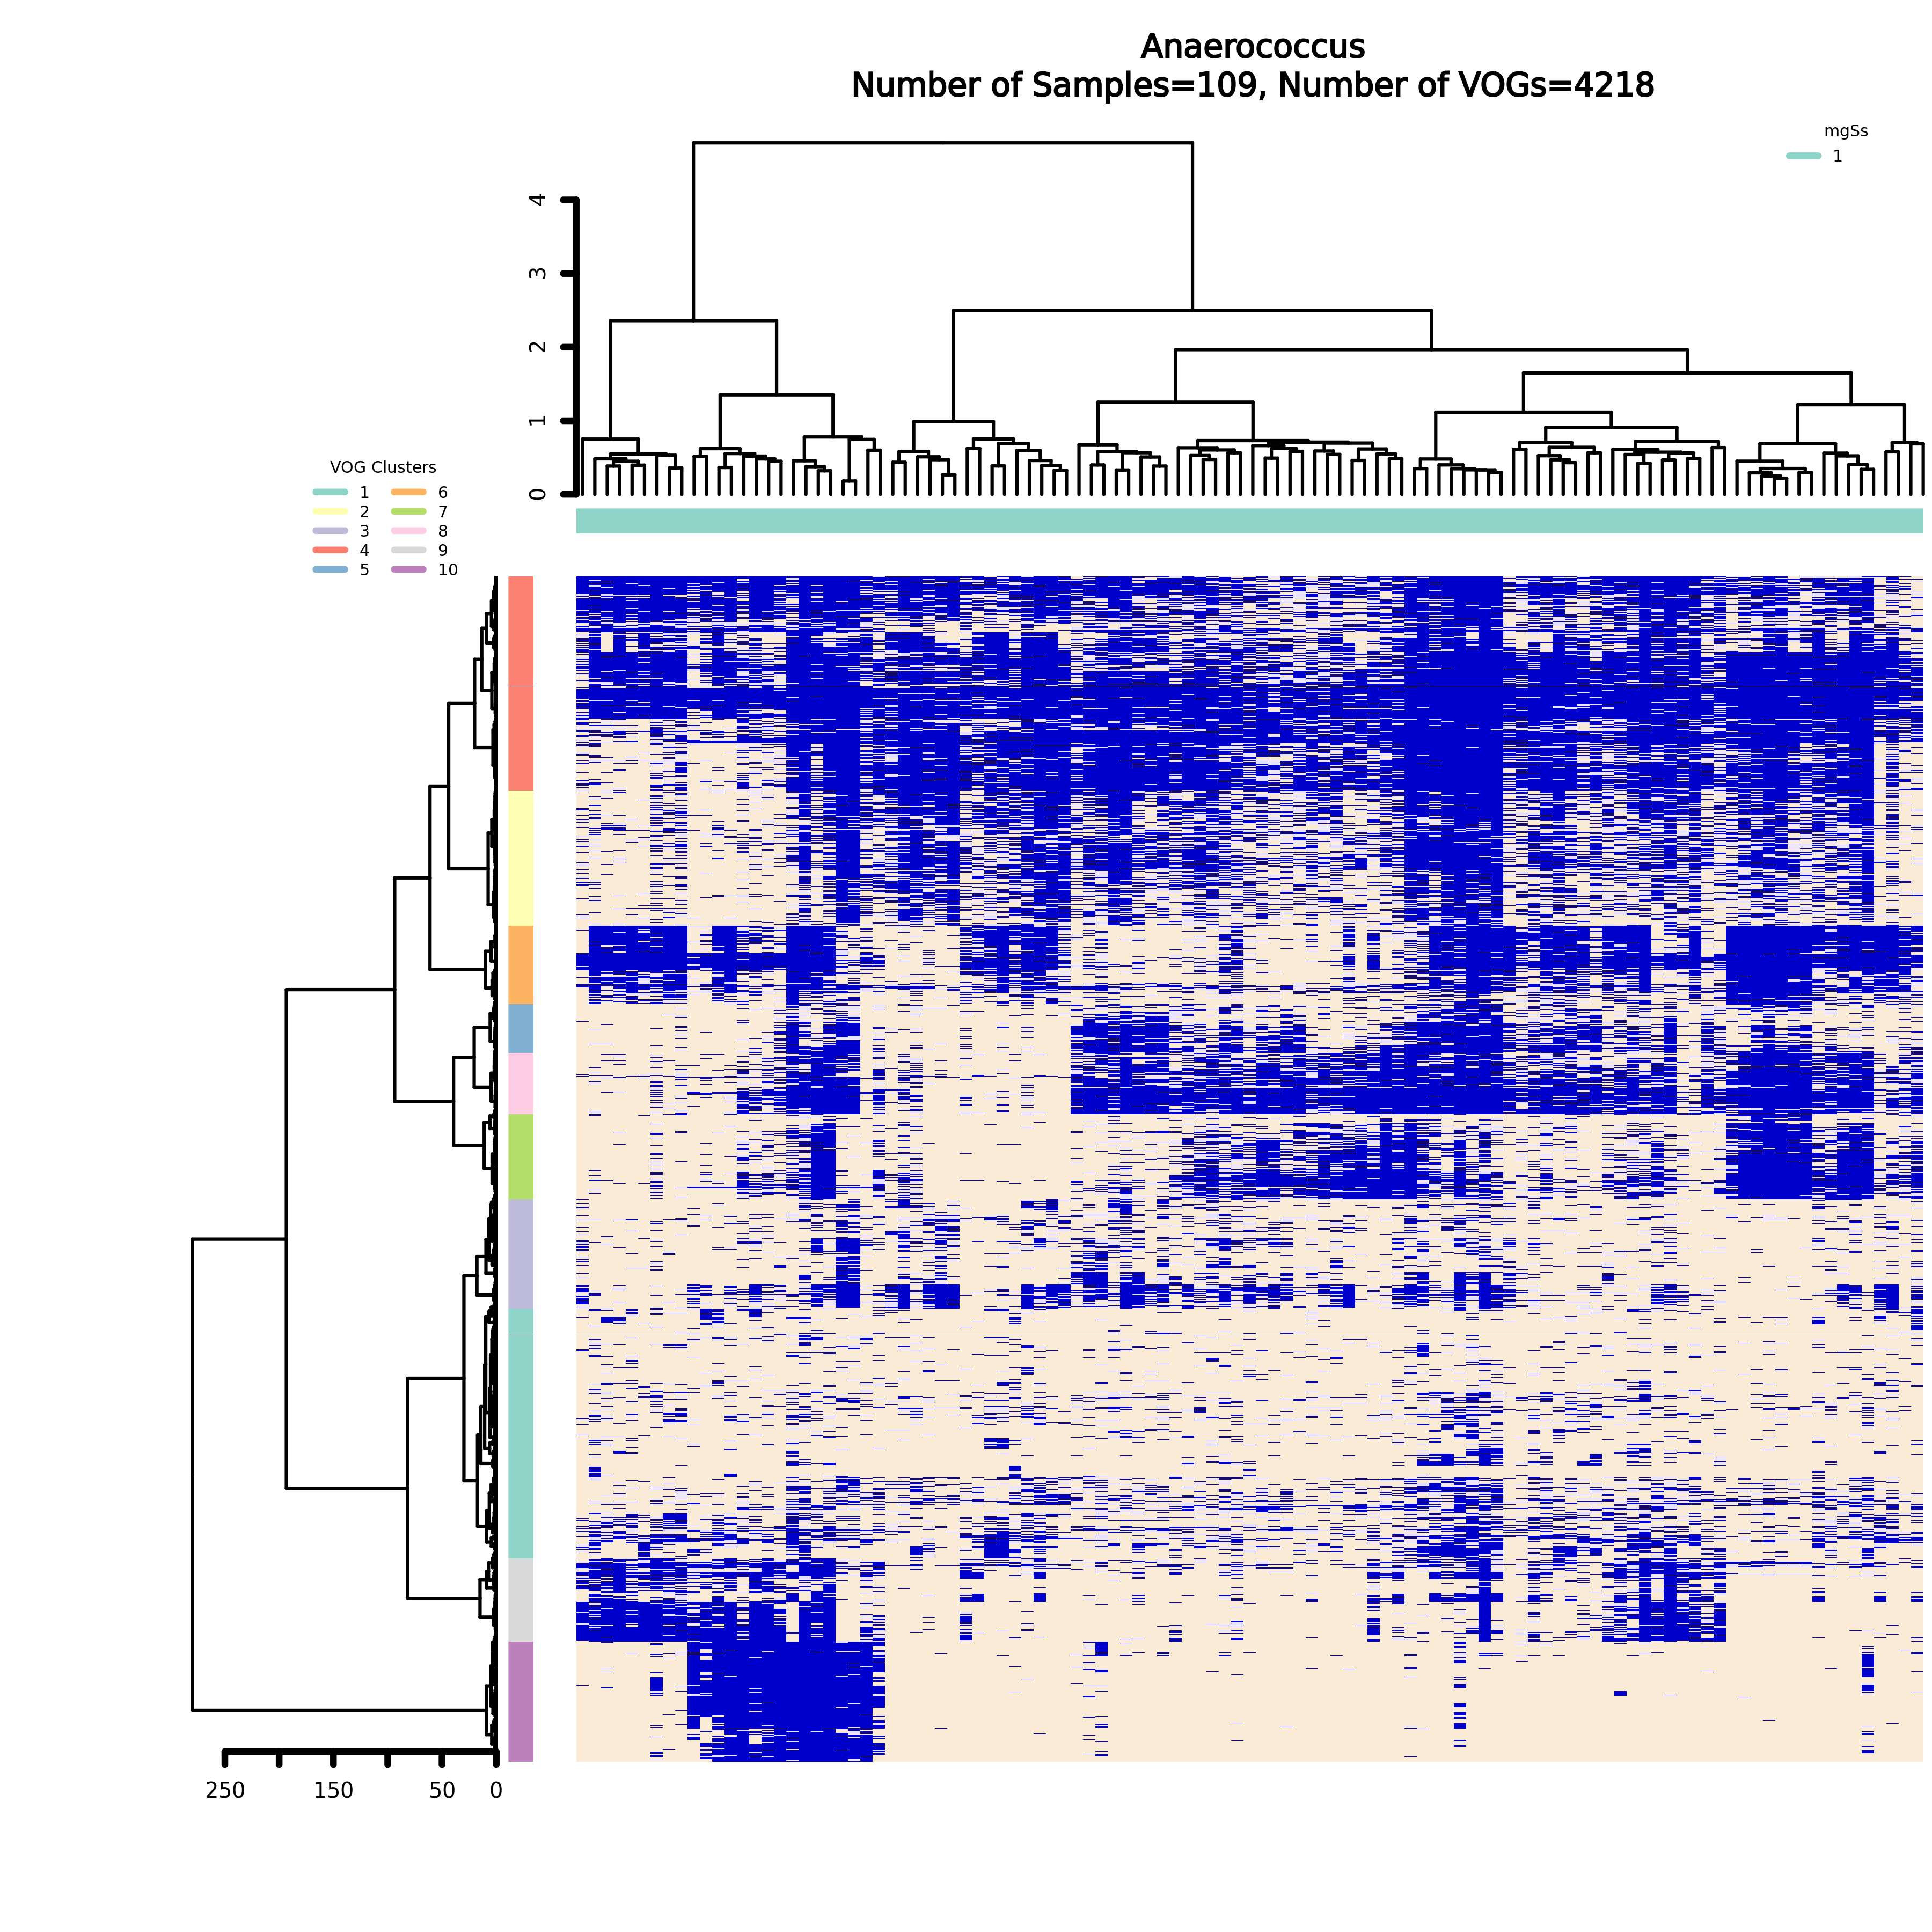 Anaerococcus
Number of Samples=109, Number of VOGs=4218
mgSs
1
4
3
2
1
0
VOG Clusters
1 6
2 7
3 8
4 9
5 10
250 150 50 0